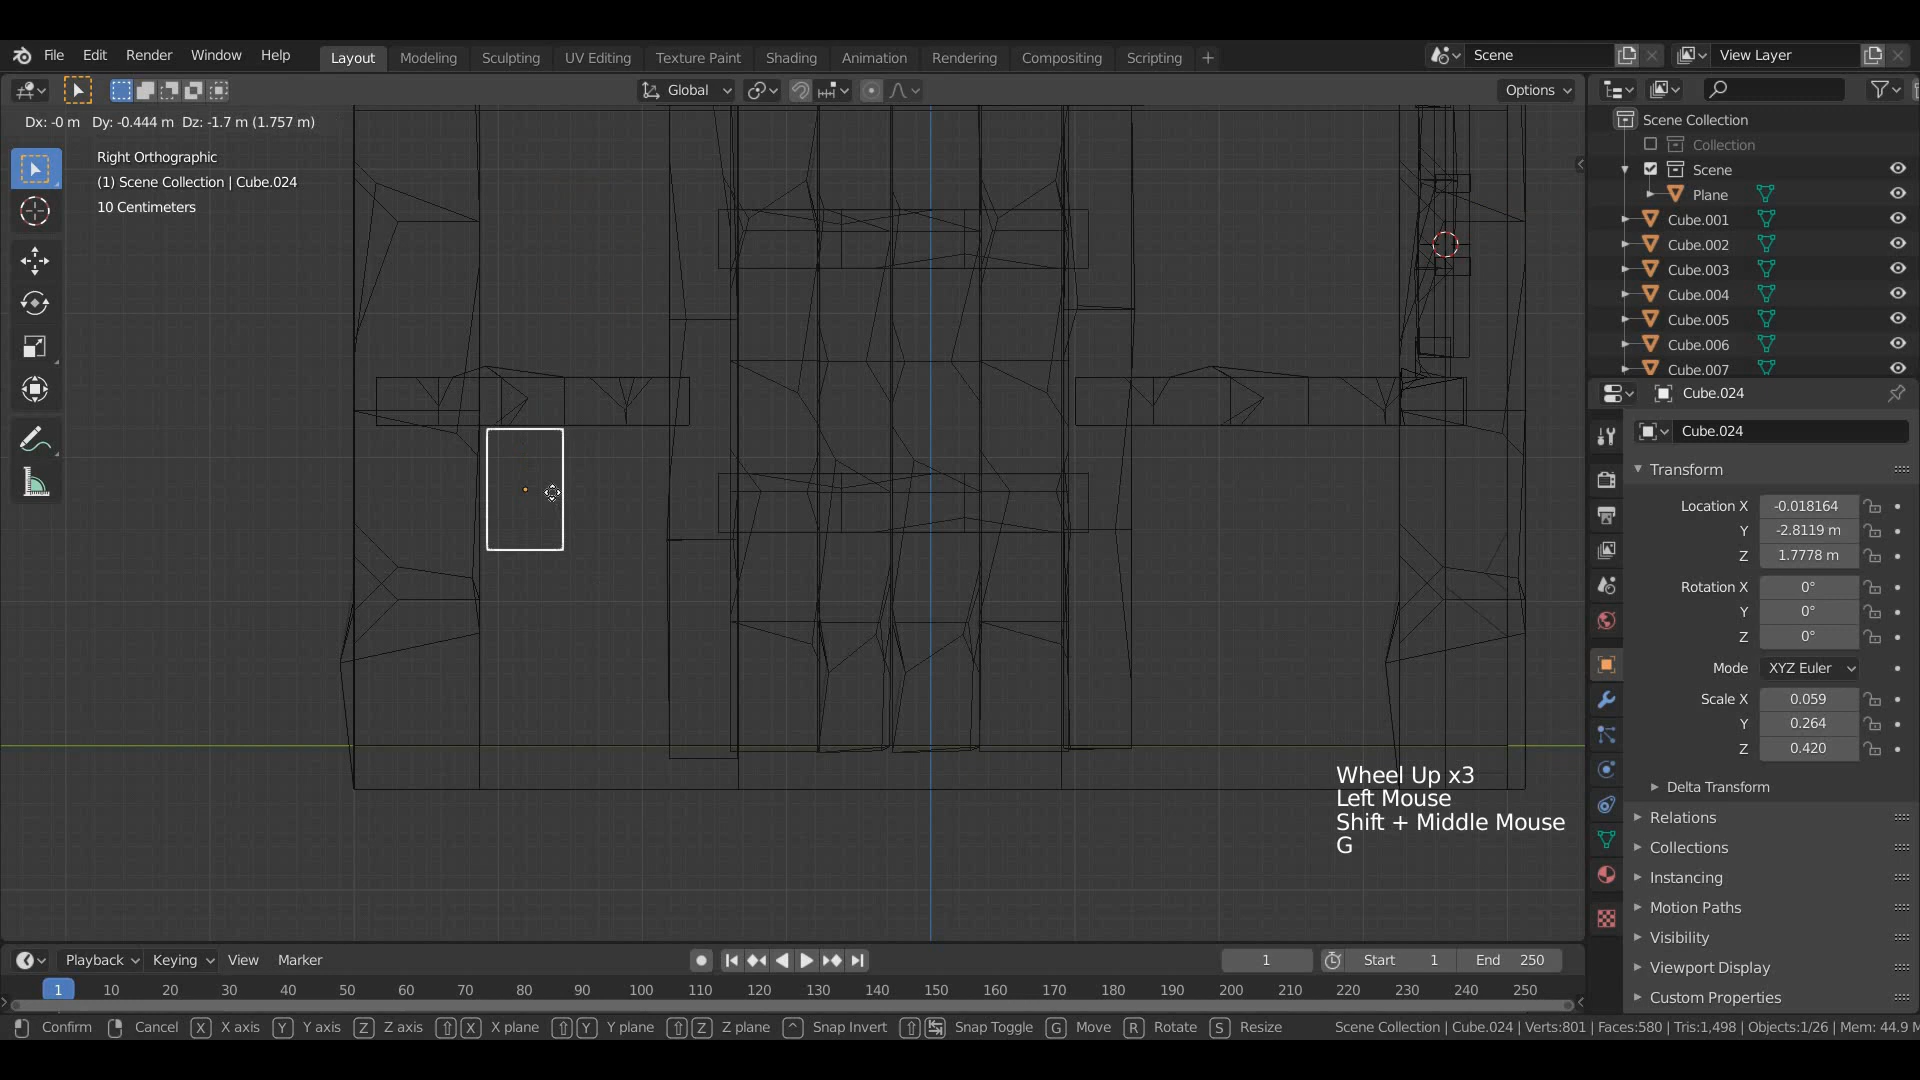 File Edit Render Window Help Layout Modeling Sculpting UV Editing Texture Paint Shading Animation Rendering Compositing Scripting + Scene View Layer
Global Options
Dx: -0 m Dy: -0.444 m Dz: -1.7 m (1.757 m)
Right Orthographic
(1) Scene Collection | Cube.024
10 Centimeters
Scene Collection
Collection
Scene
Plane
Cube.001
Cube.002
Cube.003
Cube.004
Cube.005
Cube.006
Cube.007
Cube.024
Cube.024
Transform
Location X -0.018164
Y -2.8119 m
Z 1.7778 m
Rotation X 0°
Y 0°
Z 0°
Mode XYZ Euler
Scale X 0.059
Y 0.264
Z 0.420
Delta Transform
Relations
Collections
Instancing
Motion Paths
Visibility
Viewport Display
Custom Properties
Wheel Up x3
Left Mouse
Shift + Middle Mouse
G
Playback Keying View Marker 1 Start 1 End 250
1 10 20 30 40 50 60 70 80 90 100 110 120 130 140 150 160 170 180 190 200 210 220 230 240 250
Confirm Cancel X X axis Y Y axis Z Z axis X X plane Y Y plane Z Z plane Snap Invert Snap Toggle G Move R Rotate S Resize Scene Collection | Cube.024 | Verts:801 | Faces:580 | Tris:1,498 | Objects:1/26 | Mem: 44.9 M